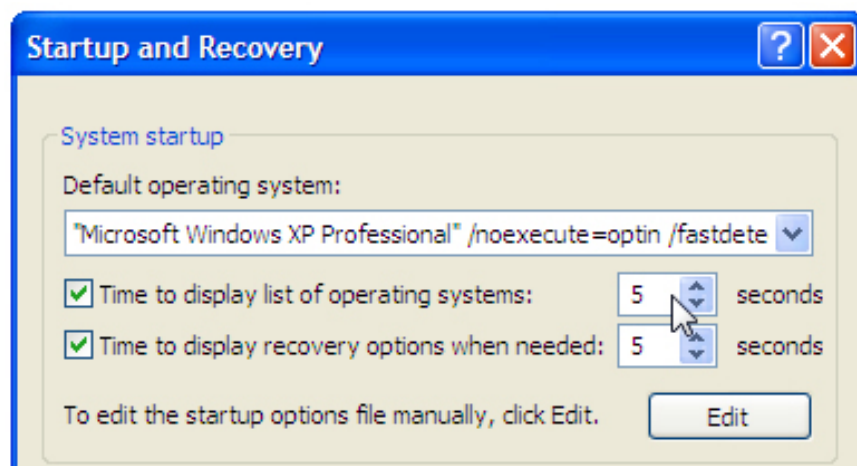 Startup and Recovery
System startup
Default operating system:
"Microsoft Windows XP Professional" /noexecute=optin /fastdete
Time to display list of operating systems: 5 seconds
Time to display recovery options when needed: 5 seconds
To edit the startup options file manually, click Edit. Edit